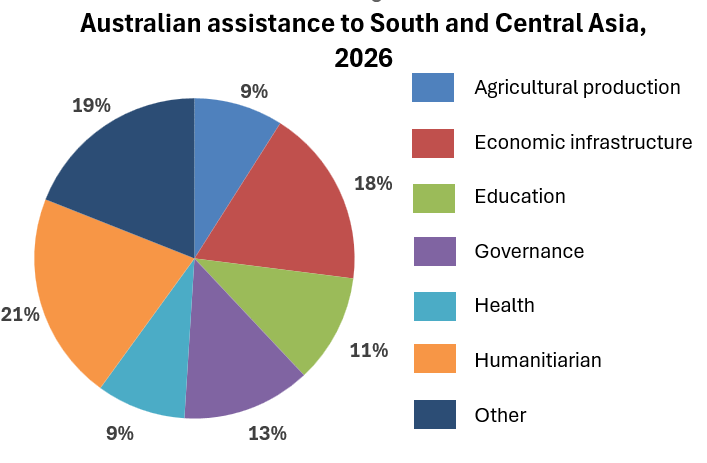 Australian assistance to South and Central Asia,
2026
9%
18%
11%
13%
9%
21%
19%
Agricultural production
Economic infrastructure
Education
Governance
Health
Humanitiarian
Other